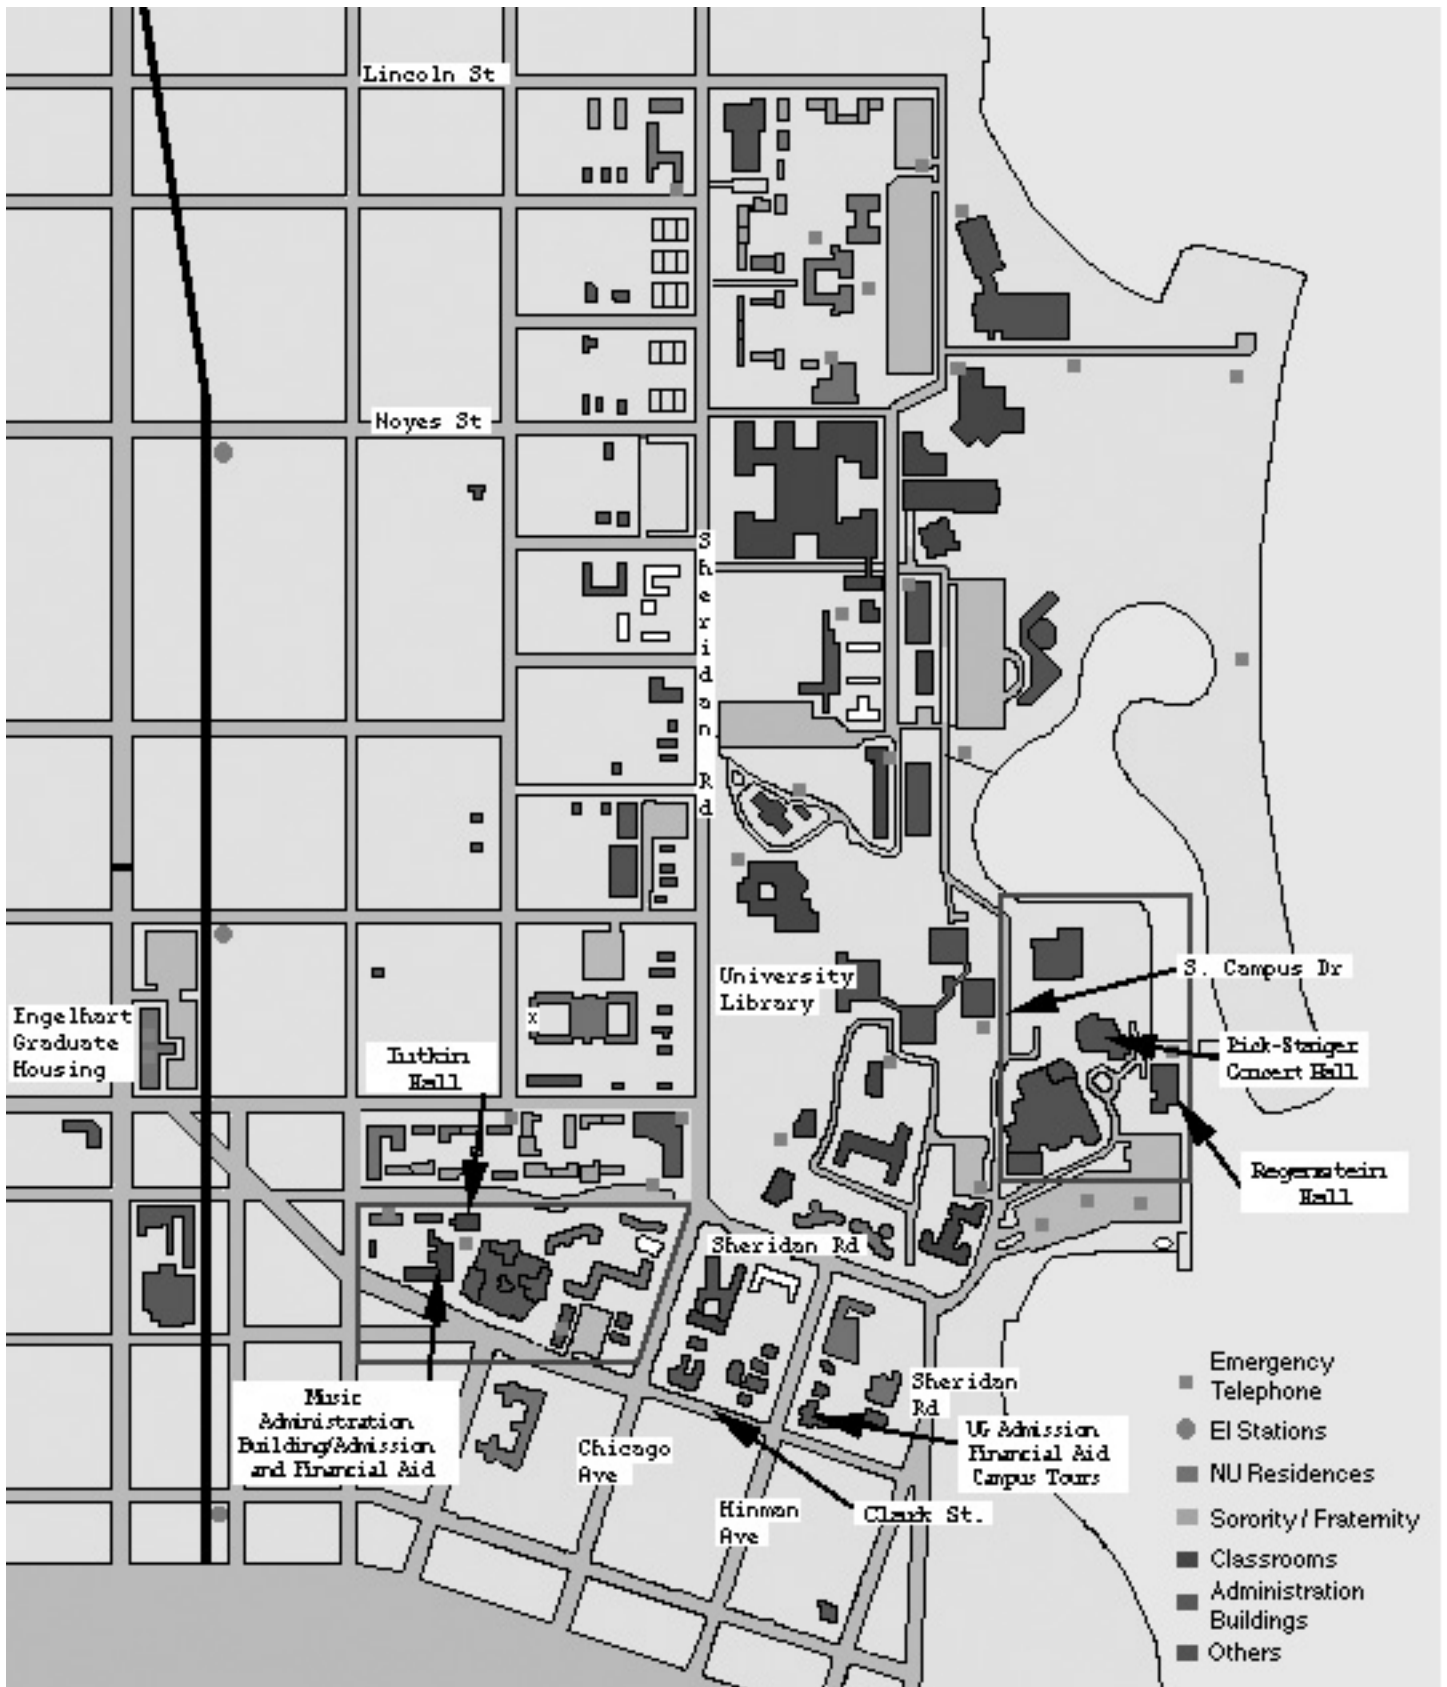 Lincoln St
Noyes St
Sheridan Rd
University
Library
S. Campus Dr
Engelhart
Graduate
Housing
x
Lutkin
Hall
Pick-Staiger
Concert Hall
Regenstein
Hall
Sheridan Rd
Music
Administration
Building/Admission
and Financial Aid
Chicago
Ave
Hinman
Ave
Sheridan
Rd
UG Admission
Financial Aid
Campus Tours
Clark St.
Emergency
Telephone
El Stations
NU Residences
Sorority / Fraternity
Classrooms
Administration
Buildings
Others